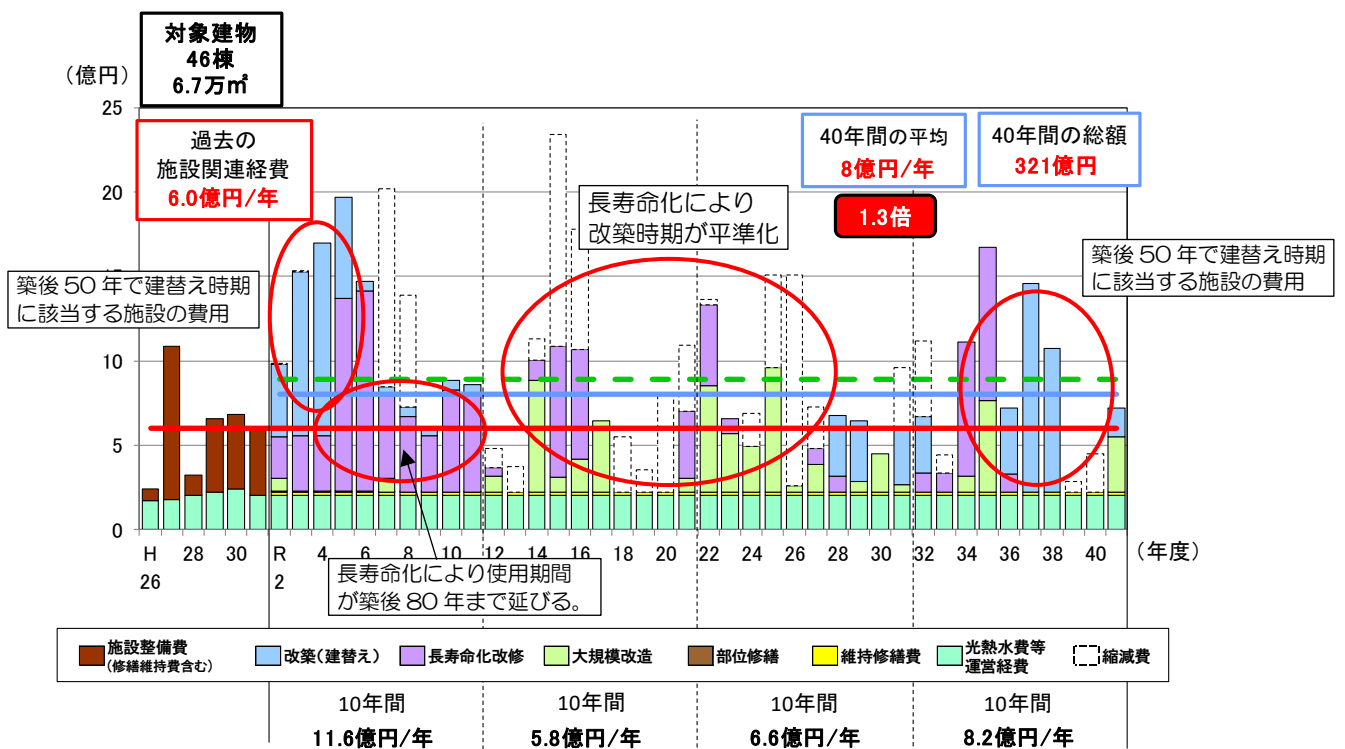 対象建物
46棟
6.7万㎡
(億円)
25
20
15
10
5
0
過去の
施設関連経費
6.0億円/年
40年間の平均
8億円/年
40年間の総額
321億円
1.3倍
長寿命化により
改築時期が平準化
築後50年で建替え時期
に該当する施設の費用
築後50年で建替え時期
に該当する施設の費用
H 28 30 R 4 6 8 10 12 14 16 18 20 22 24 26 28 30 32 34 36 38 40 (年度)
26 2
長寿命化により使用期間
が築後80年まで延びる。
施設整備費 改築(建替え) 長寿命化改修 大規模改造 部位修繕 維持修繕費 光熱水費等 縮減費
(修繕維持費含む) 運営経費
10年間 10年間 10年間 10年間
11.6億円/年 5.8億円/年 6.6億円/年 8.2億円/年